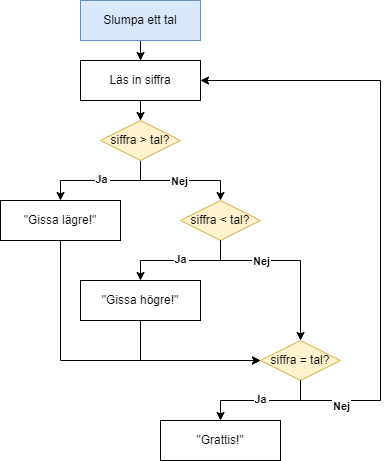 Slumpa ett tal
Läs in siffra
siffra > tal?
Ja
Nej
"Gissa lägre!"
siffra < tal?
Ja
Nej
"Gissa högre!"
siffra = tal?
Ja
Nej
"Grattis!"